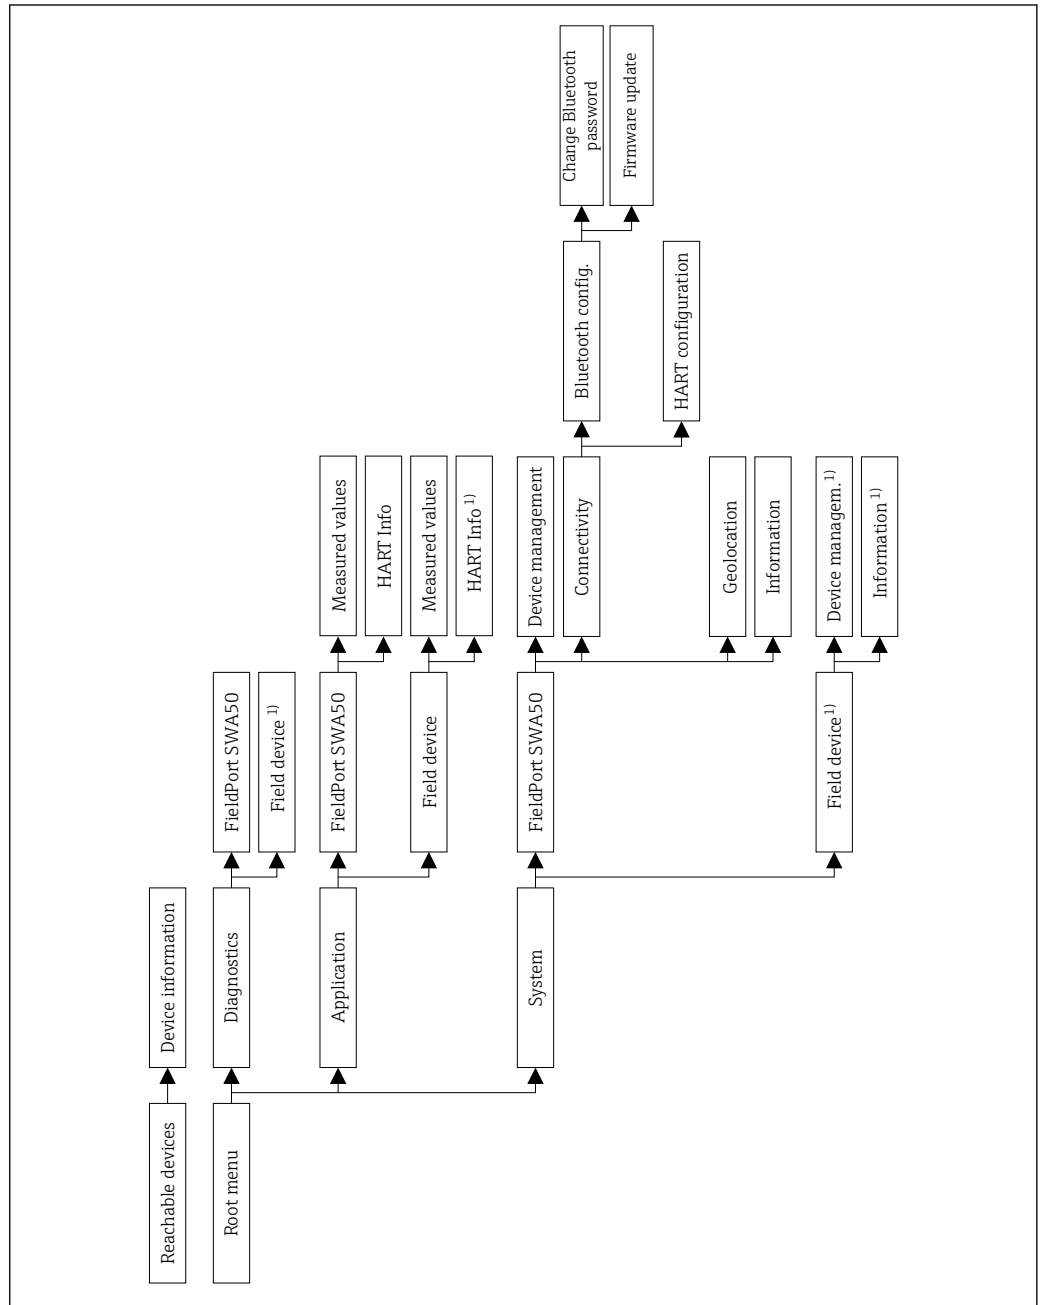 Reachable devices
Device information
Root menu
Diagnostics
FieldPort SWA50
Field device 1)
Application
FieldPort SWA50
Measured values
HART Info
Field device
Measured values
HART Info 1)
System
FieldPort SWA50
Device management
Connectivity
Bluetooth config.
Change Bluetooth
password
Firmware update
HART configuration
Geolocation
Information
Field device1)
Device managem.1)
Information 1)